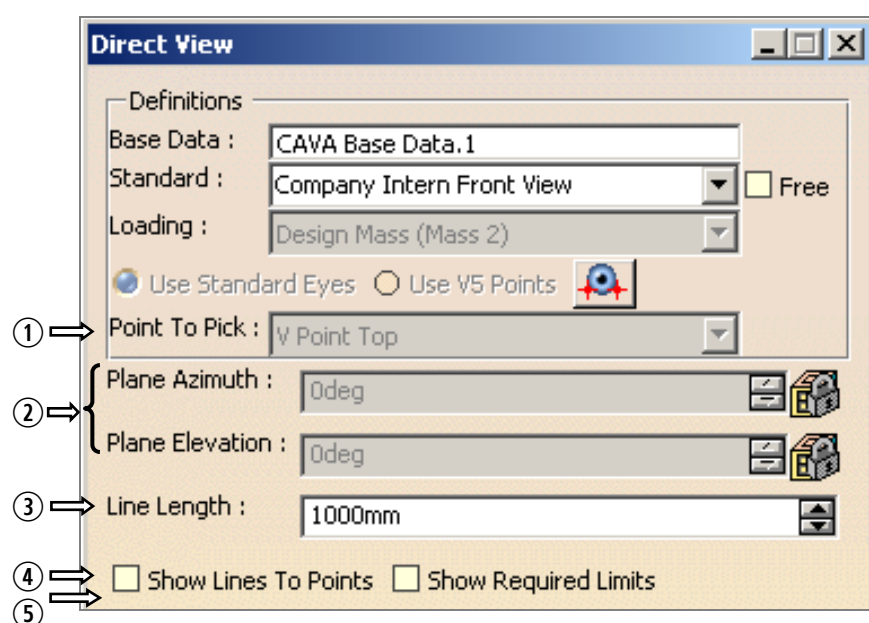 Direct View
Definitions
Base Data : CAVA Base Data.1
Standard : Company Intern Front View Free
Loading : Design Mass (Mass 2)
Use Standard Eyes Use V5 Points
① Point To Pick : V Point Top
Plane Azimuth : 0deg
②
Plane Elevation : 0deg
③ Line Length : 1000mm
④ Show Lines To Points Show Required Limits
⑤